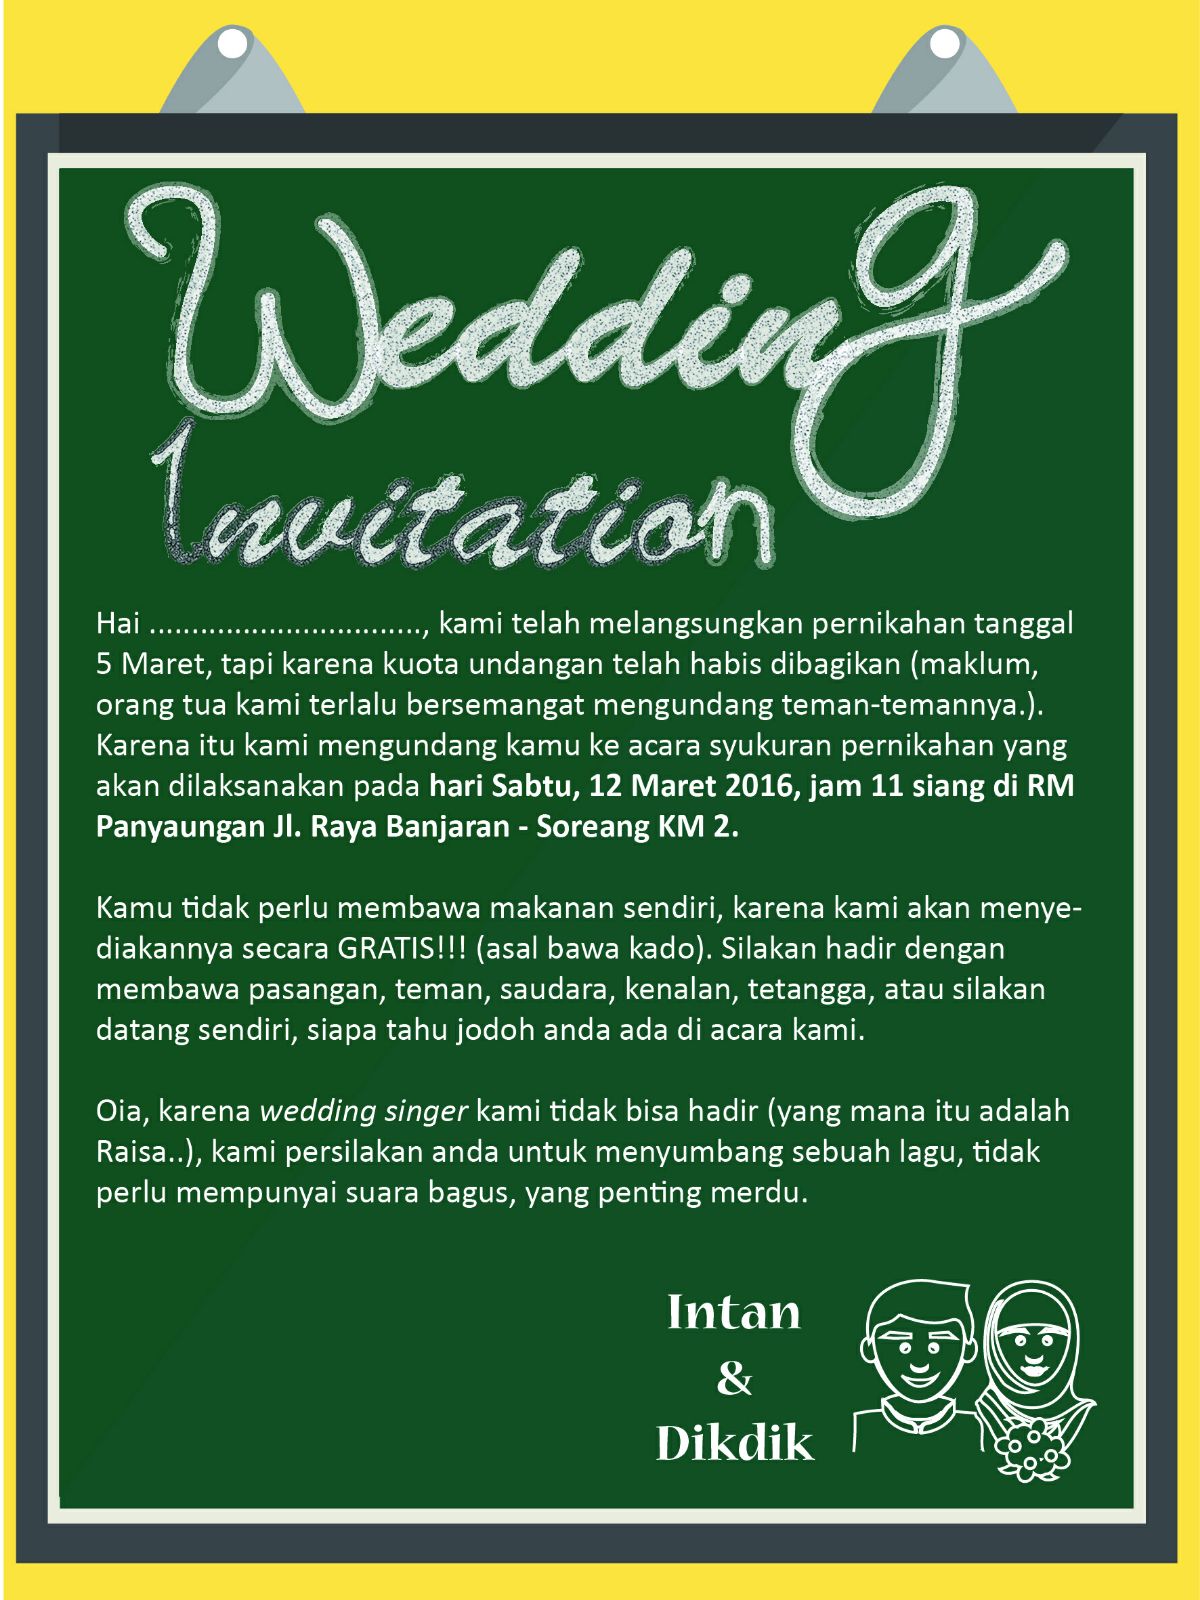 Wedding
Invitation
Hai ................................, kami telah melangsungkan pernikahan tanggal
5 Maret, tapi karena kuota undangan telah habis dibagikan (maklum,
orang tua kami terlalu bersemangat mengundang teman-temannya.).
Karena itu kami mengundang kamu ke acara syukuran pernikahan yang
akan dilaksanakan pada hari Sabtu, 12 Maret 2016, jam 11 siang di RM
Panyaungan Jl. Raya Banjaran - Soreang KM 2.
Kamu tidak perlu membawa makanan sendiri, karena kami akan menye-
diakannya secara GRATIS!!! (asal bawa kado). Silakan hadir dengan
membawa pasangan, teman, saudara, kenalan, tetangga, atau silakan
datang sendiri, siapa tahu jodoh anda ada di acara kami.
Oia, karena wedding singer kami tidak bisa hadir (yang mana itu adalah
Raisa..), kami persilakan anda untuk menyumbang sebuah lagu, tidak
perlu mempunyai suara bagus, yang penting merdu.
Intan
&
Dikdik